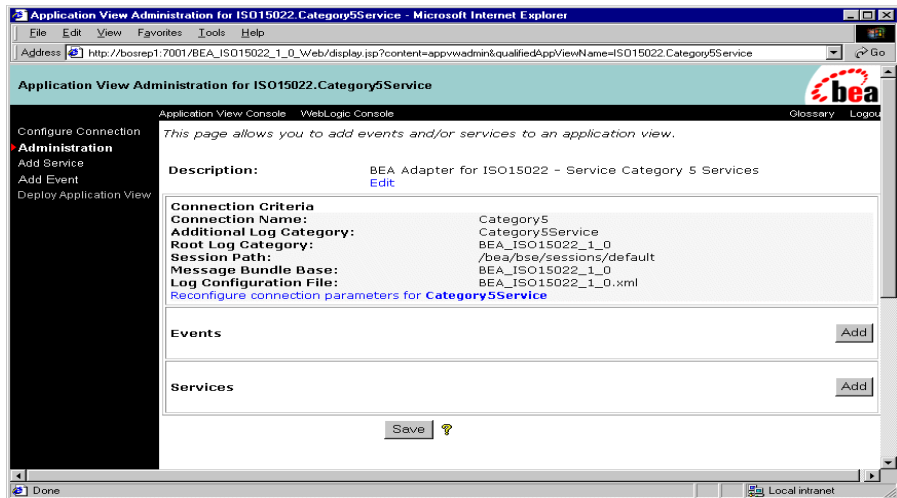 Application View Administration for ISO15022.Category5Service - Microsoft Internet Explorer
File Edit View Favorites Tools Help
Address http://bosrep1:7001/BEA_ISO15022_1_0_Web/display.jsp?content=appvwadmin&qualifiedAppViewName=ISO15022.Category5Service Go
Application View Administration for ISO15022.Category5Service
bea
Application View Console WebLogic Console Glossary Logou
Configure Connection
Administration
Add Service
Add Event
Deploy Application View
This page allows you to add events and/or services to an application view.
Description: BEA Adapter for ISO15022 - Service Category 5 Services
Edit
Connection Criteria
Connection Name: Category5
Additional Log Category: Category5Service
Root Log Category: BEA_ISO15022_1_0
Session Path: /bea/bse/sessions/default
Message Bundle Base: BEA_ISO15022_1_0
Log Configuration File: BEA_ISO15022_1_0.xml
Reconfigure connection parameters for Category5Service
Events Add
Services Add
Save ?
Done Local intranet